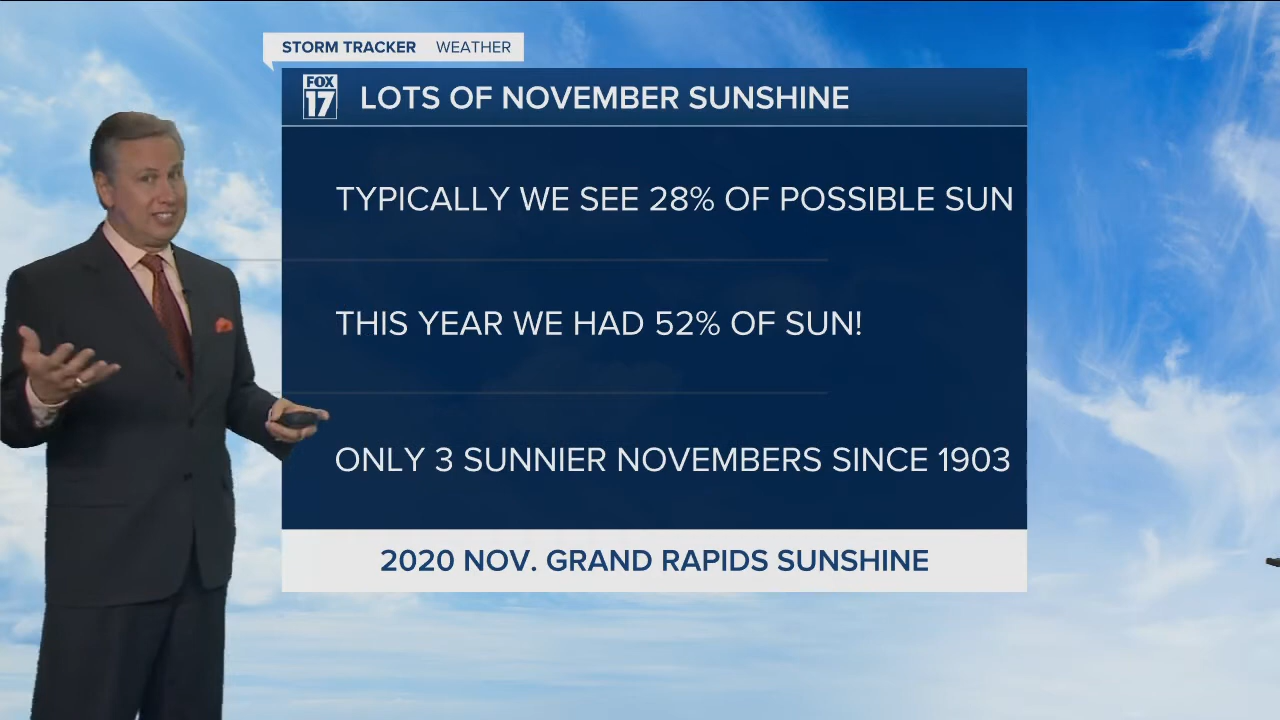 STORM TRACKER WEATHER
FOX
17
LOTS OF NOVEMBER SUNSHINE
TYPICALLY WE SEE 28% OF POSSIBLE SUN
THIS YEAR WE HAD 52% OF SUN!
ONLY 3 SUNNIER NOVEMBERS SINCE 1903
2020 NOV. GRAND RAPIDS SUNSHINE